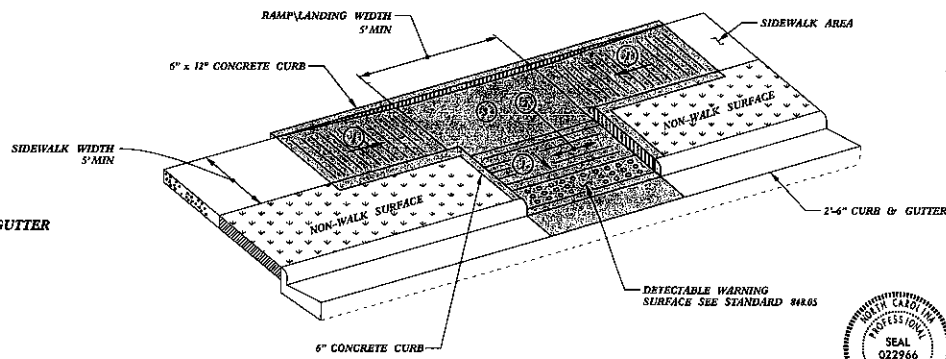 RAMP\LANDING WIDTH
5' MIN
SIDEWALK AREA
6" x 12" CONCRETE CURB
NON-WALK SURFACE
SIDEWALK WIDTH
5' MIN
NON-WALK SURFACE
GUTTER
2'-6" CURB & GUTTER
DETECTABLE WARNING
SURFACE SEE STANDARD 848.05
6" CONCRETE CURB
NORTH CAROLINA
PROFESSIONAL
SEAL
022966